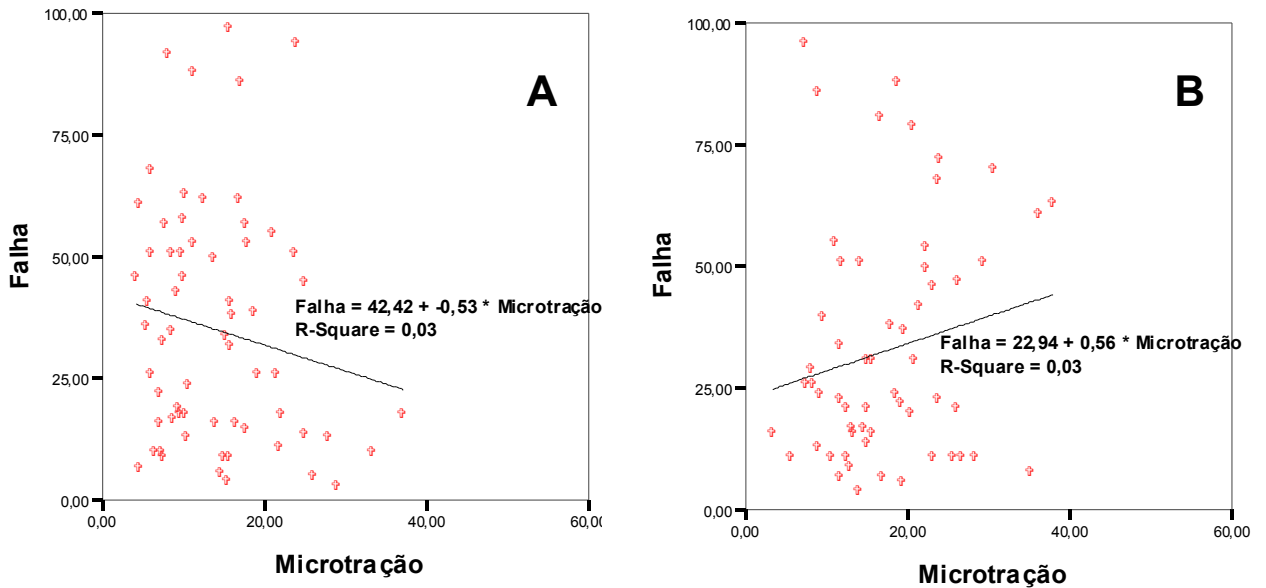 100,00
75,00
50,00
25,00
0,00
Falha
A
Falha = 42,42 + -0,53 * Microtração
R-Square = 0,03
0,00
20,00
40,00
60,00
Microtração
100,00
75,00
50,00
25,00
0,00
Falha
B
Falha = 22,94 + 0,56 * Microtração
R-Square = 0,03
0,00
20,00
40,00
60,00
Microtração